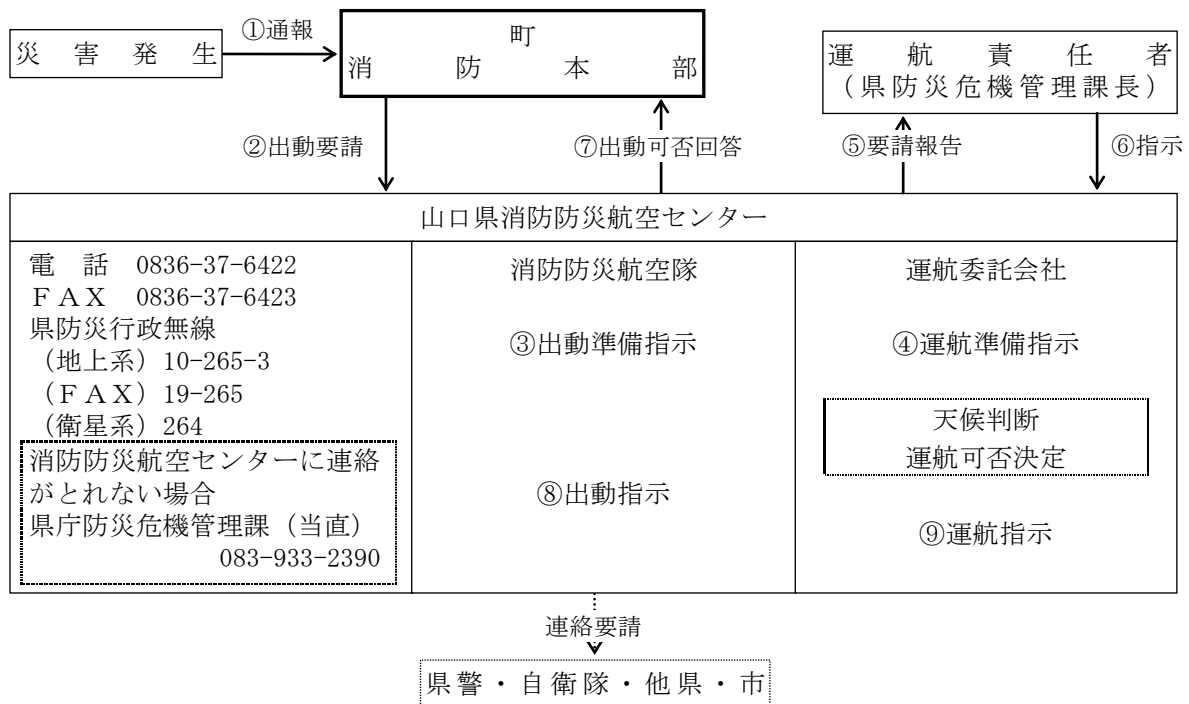 災害発生
①通報
町
消防本部
運航責任者
(県防災危機管理課長)
②出動要請
⑦出動可否回答
⑤要請報告
⑥指示
山口県消防防災航空センター
電話 0836-37-6422
ＦＡＸ 0836-37-6423
県防災行政無線
(地上系) 10-265-3
(ＦＡＸ) 19-265
(衛星系) 264
消防防災航空センターに連絡
がとれない場合
県庁防災危機管理課(当直)
083-933-2390
消防防災航空隊
③出動準備指示
⑧出動指示
運航委託会社
④運航準備指示
天候判断
運航可否決定
⑨運航指示
連絡要請
県警・自衛隊・他県・市